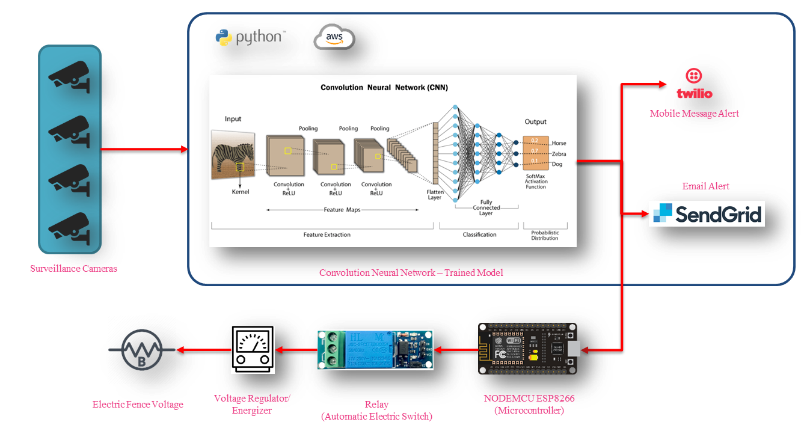 python™
aws
Convolution Neural Network (CNN)
Input
Output
Pooling
Pooling
Pooling
Horse
Zebra
Dog
Kernel
Convolution
+
ReLU
Convolution
+
ReLU
Convolution
+
ReLU
Flatten
Layer
SoftMax
Activation
Function
Fully
Connected
Layer
Feature Maps
Feature Extraction
Classification
Probabilistic
Distribution
Convolution Neural Network – Trained Model
Surveillance Cameras
twilio
Mobile Message Alert
Email Alert
SendGrid
B
Electric Fence Voltage
Voltage Regulator/
Energizer
Relay
(Automatic Electric Switch)
NODEMCU ESP8266
(Microcontroller)